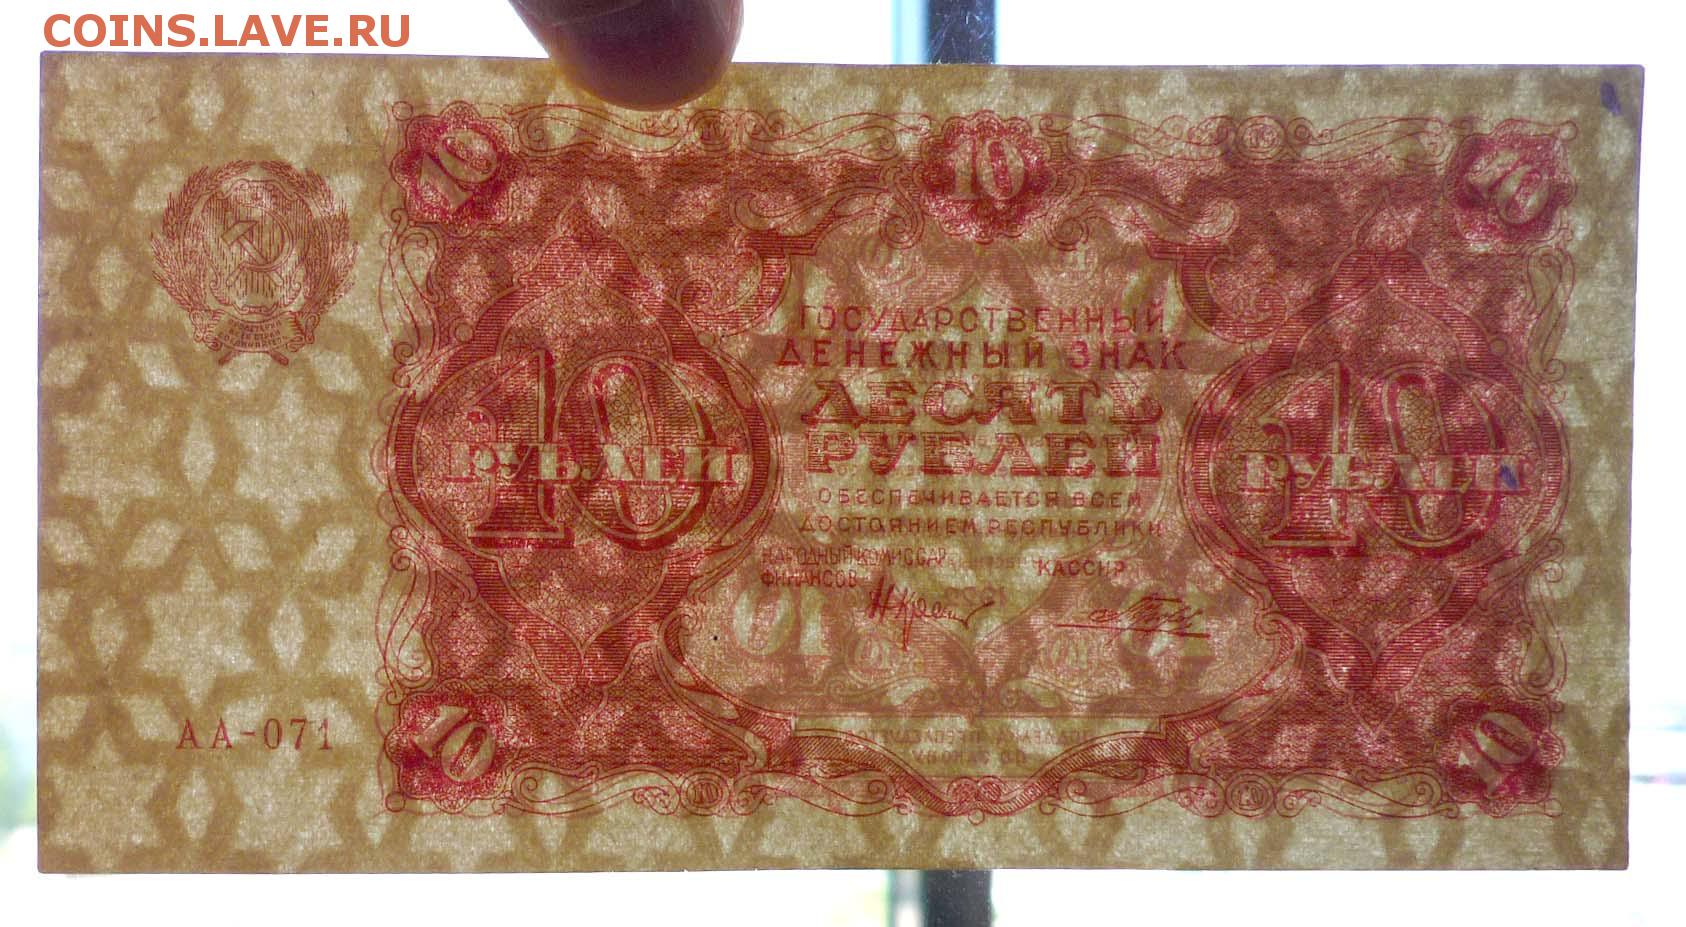 COINS.LAVE.RU
10 10 10
ГОСУДАРСТВЕННЫЙ
ДЕНЕЖНЫЙ ЗНАК
ДЕСЯТЬ
РУБЛЕЙ
10 РУБЛЕЙ
10 РУБЛЕЙ
ОБЕСПЕЧИВАЕТСЯ ВСЕМ
ДОСТОЯНИЕМ РЕСПУБЛИКИ
НАРОДНЫЙ КОМИССАР
ФИНАНСОВ
КАССИР
АА-071
10 10